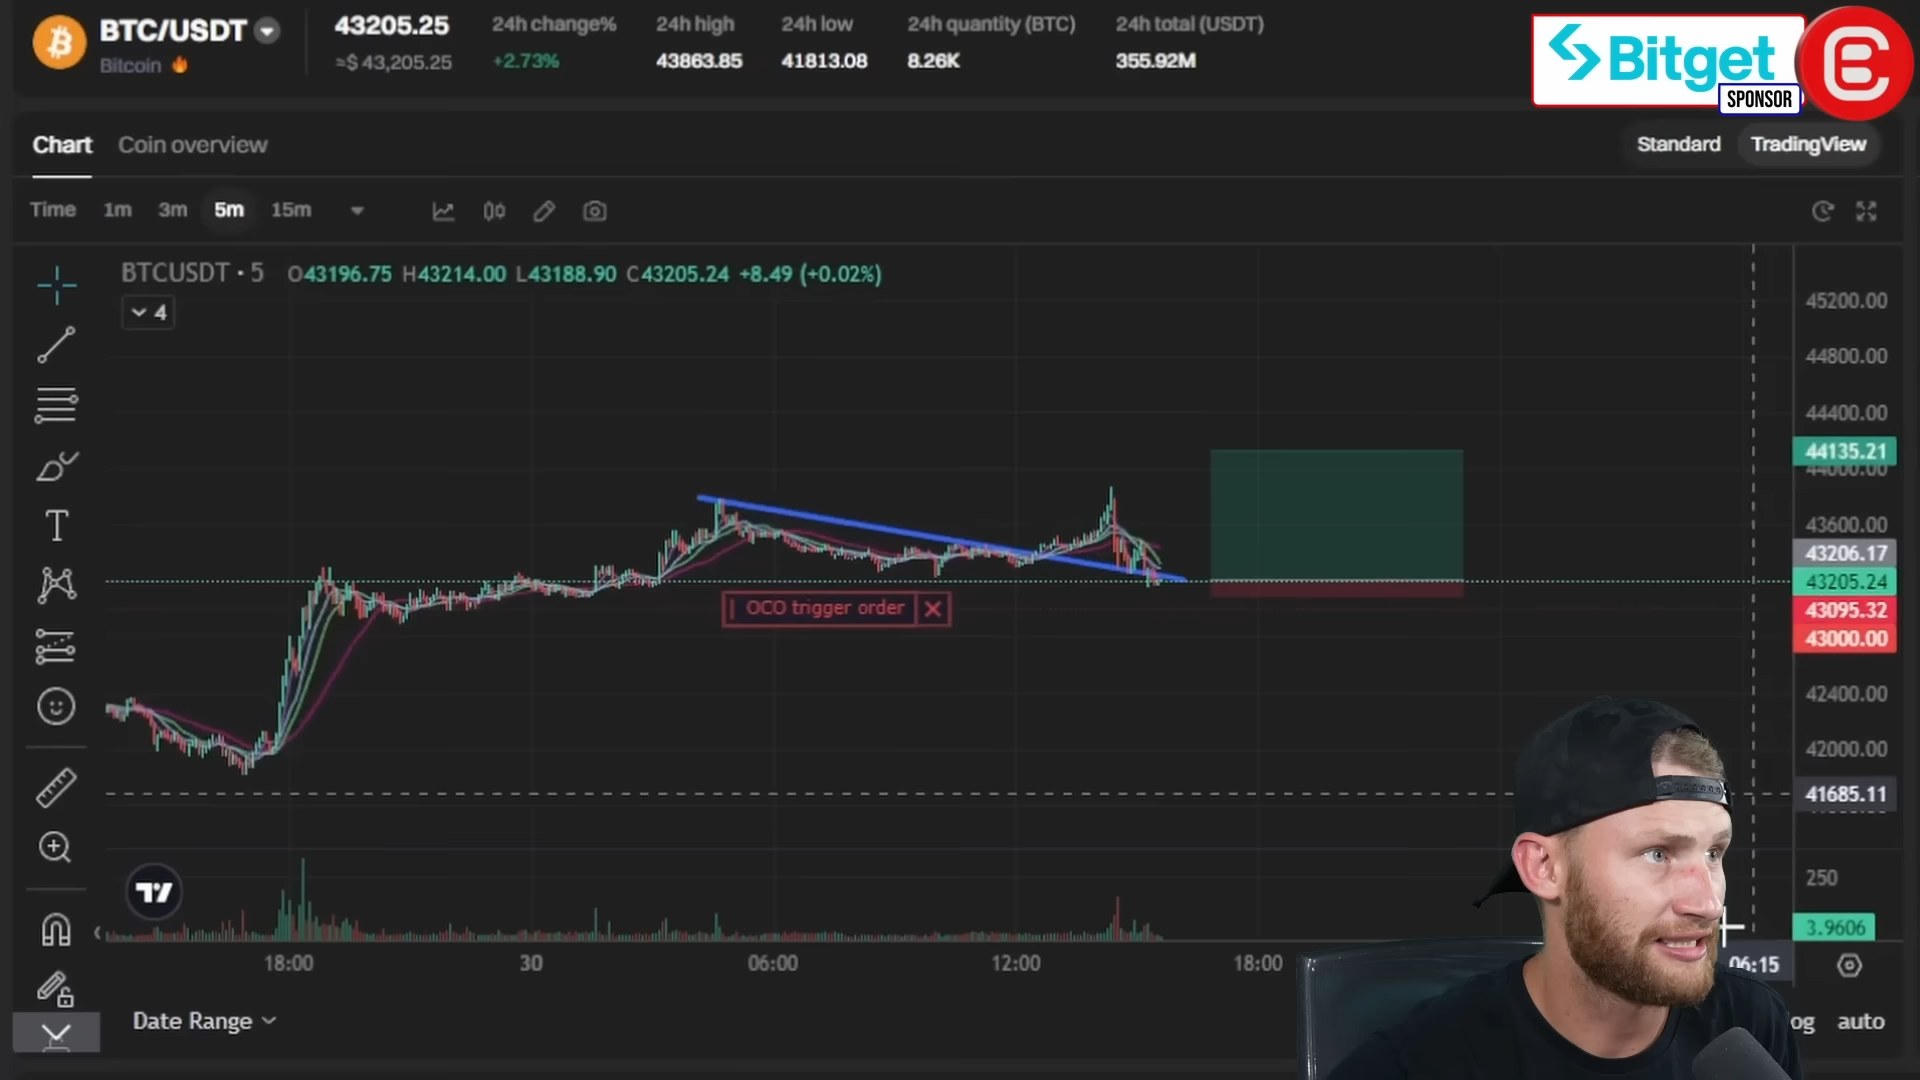 BTC/USDT
Bitcoin
43205.25
≈$ 43,205.25
24h change%
+2.73%
24h high
43863.85
24h low
41813.08
24h quantity (BTC)
8.26K
24h total (USDT)
355.92M
Bitget
SPONSOR
Chart
Coin overview
Standard
TradingView
Time 1m 3m 5m 15m
BTCUSDT • 5 O43196.75 H43214.00 L43188.90 C43205.24 +8.49 (+0.02%)
4
45200.00
44800.00
44400.00
44135.21
44000.00
43600.00
43206.17
43205.24
43095.32
43000.00
OCO trigger order
42400.00
42000.00
41685.11
250
3.9606
18:00 30 06:00 12:00 18:00 06:15
Date Range
og auto